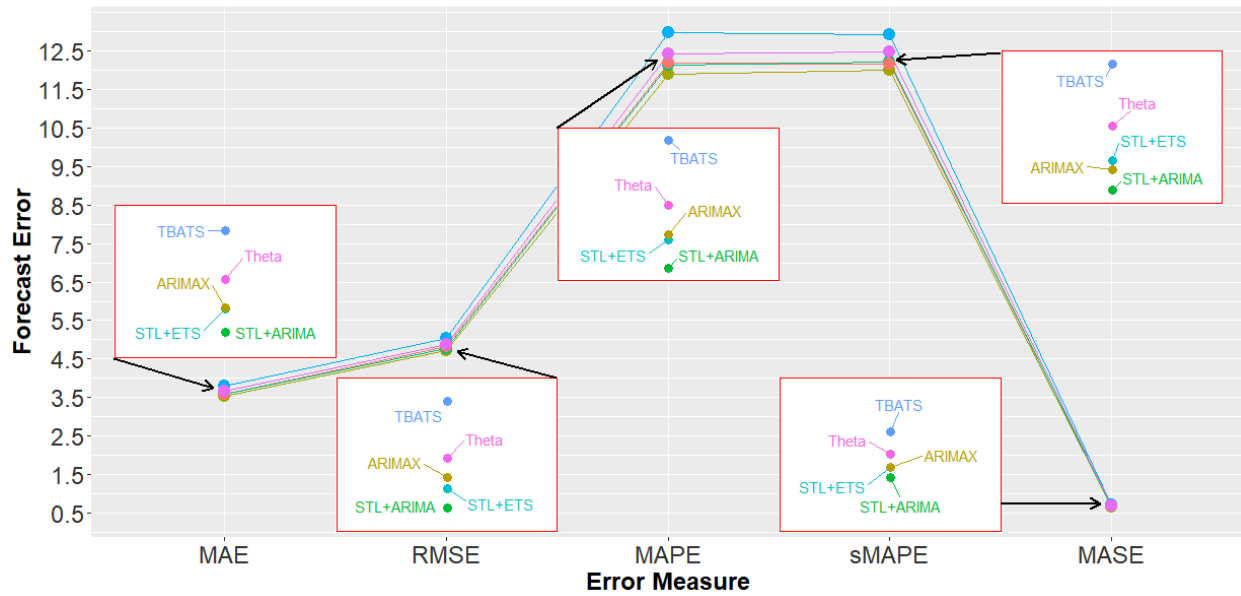 Forecast Error
12.5
11.5
10.5
9.5
8.5
7.5
6.5
5.5
4.5
3.5
2.5
1.5
0.5
TBATS
Theta
ARIMAX
STL+ETS
STL+ARIMA
TBATS
Theta
ARIMAX
STL+ARIMA
STL+ETS
TBATS
Theta
ARIMAX
STL+ETS
STL+ARIMA
TBATS
Theta
ARIMAX
STL+ETS
STL+ARIMA
TBATS
Theta
STL+ETS
ARIMAX
STL+ARIMA
MAE RMSE MAPE sMAPE MASE
Error Measure